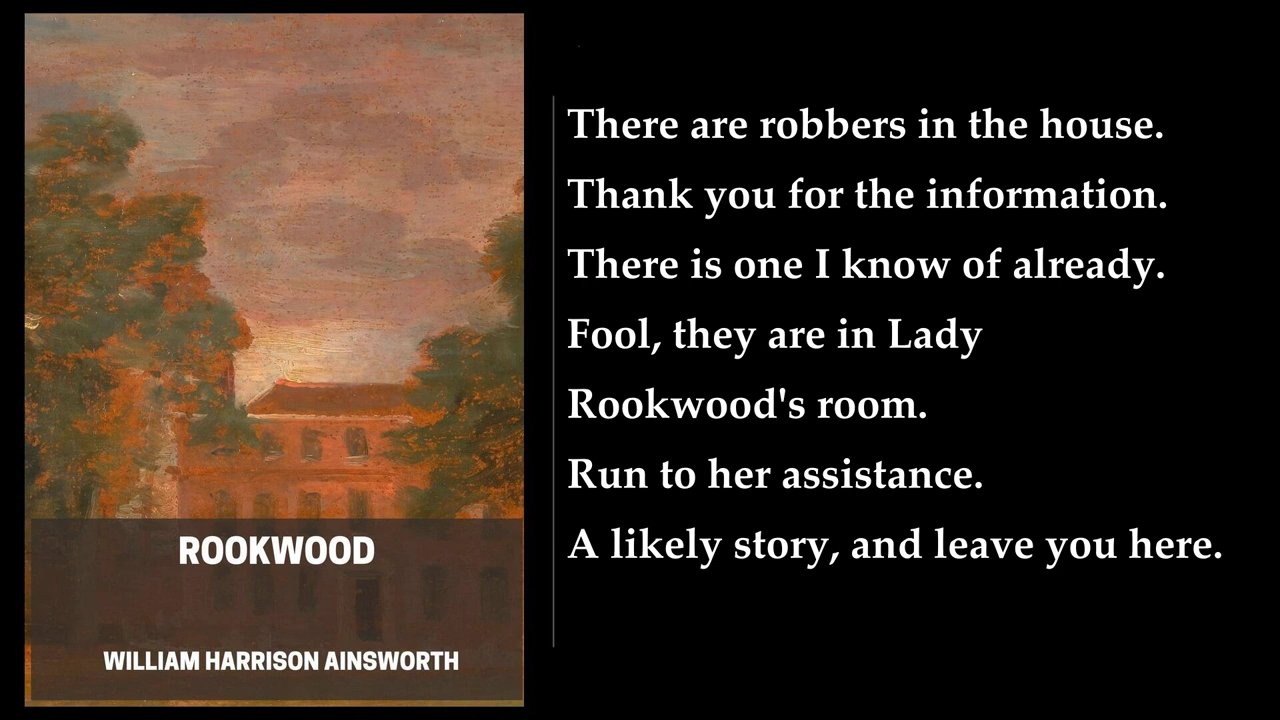 ROOKWOOD
WILLIAM HARRISON AINSWORTH
There are robbers in the house.
Thank you for the information.
There is one I know of already.
Fool, they are in Lady
Rookwood's room.
Run to her assistance.
A likely story, and leave you here.